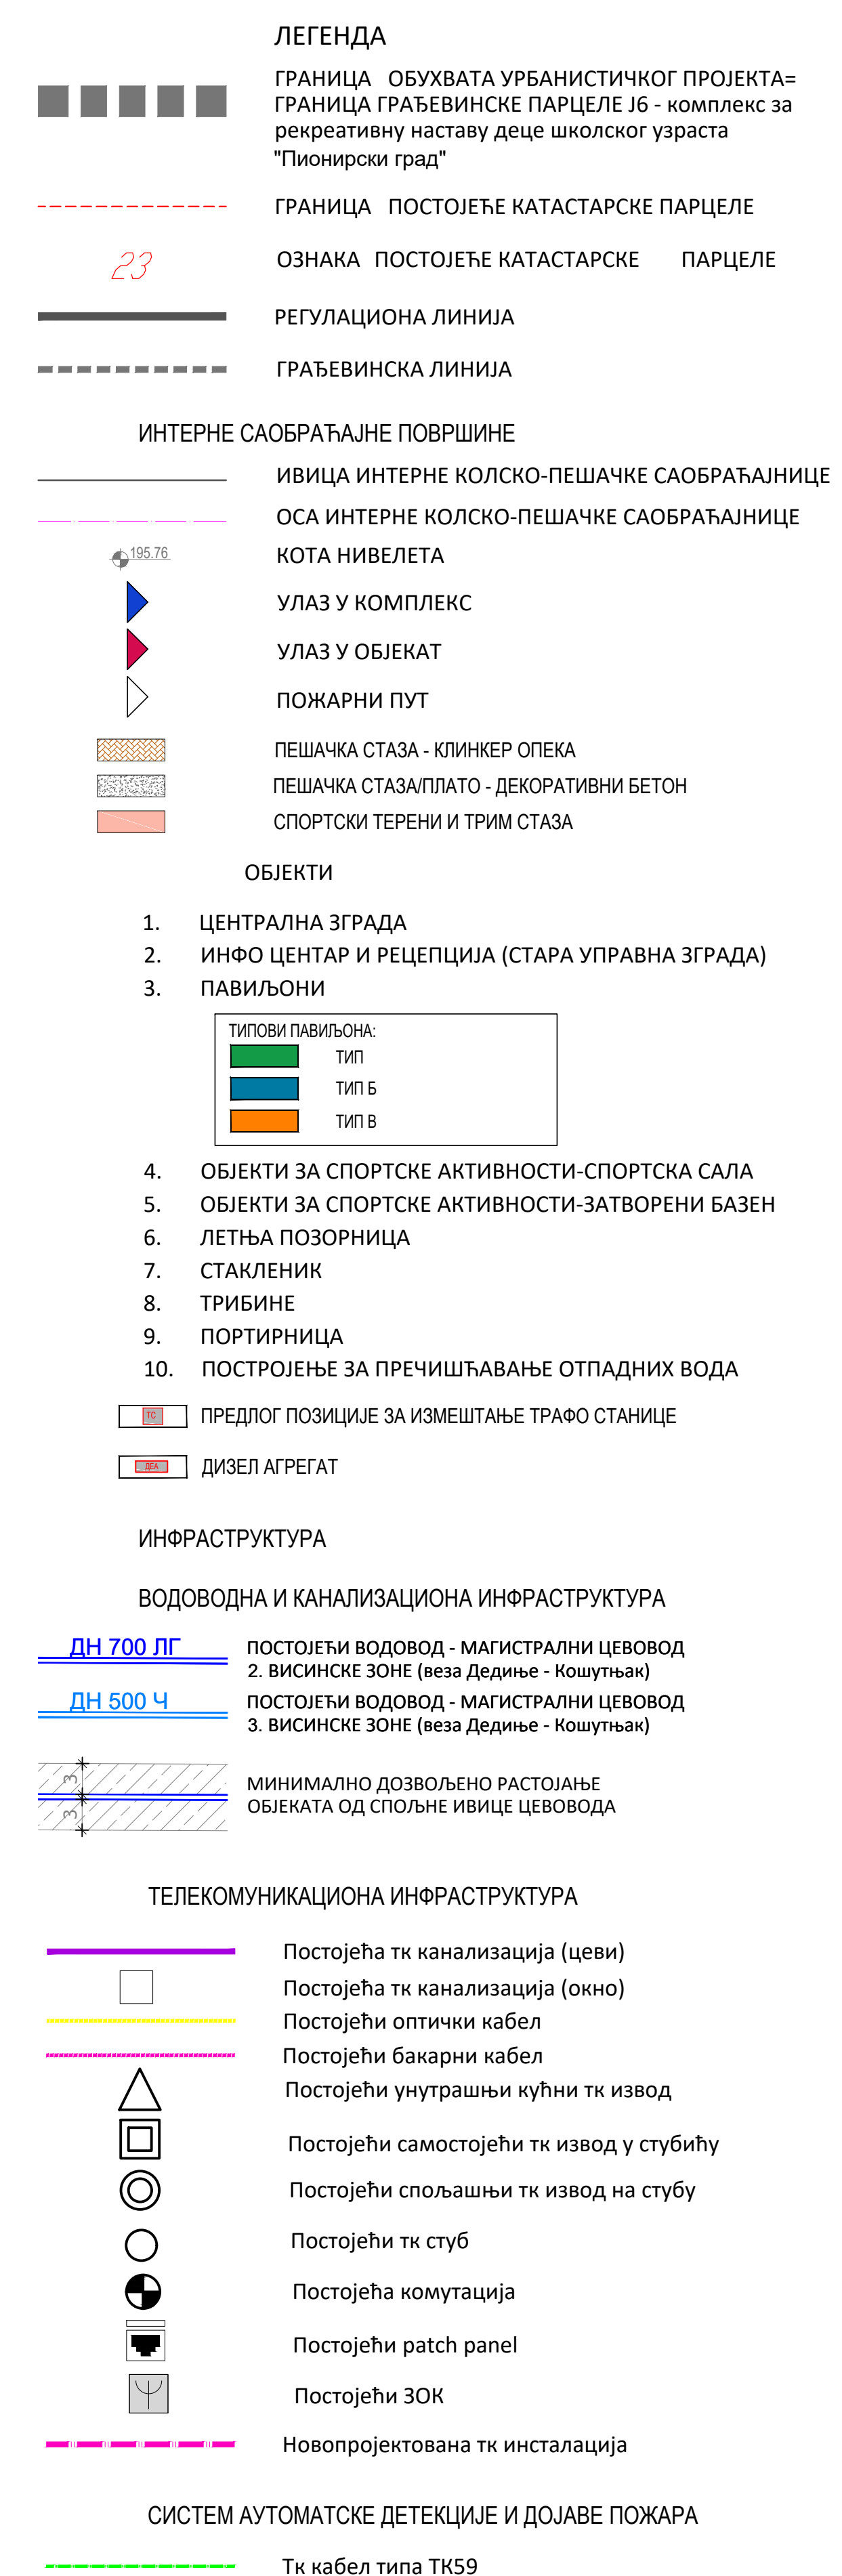 ЛЕГЕНДА
ГРАНИЦА ОБУХВАТА УРБАНИСТИЧКОГ ПРОЈЕКТА=
ГРАНИЦА ГРАЂЕВИНСКЕ ПАРЦЕЛЕ Ј6 - комплекс за
рекреативну наставу деце школског узраста
"Пионирски град"
ГРАНИЦА ПОСТОЈЕЋЕ КАТАСТАРСКЕ ПАРЦЕЛЕ
23 ОЗНАКА ПОСТОЈЕЋЕ КАТАСТАРСКЕ ПАРЦЕЛЕ
РЕГУЛАЦИОНА ЛИНИЈА
ГРАЂЕВИНСКА ЛИНИЈА
ИНТЕРНЕ САОБРАЋАЈНЕ ПОВРШИНЕ
ИВИЦА ИНТЕРНЕ КОЛСКО-ПЕШАЧКЕ САОБРАЋАЈНИЦЕ
ОСА ИНТЕРНЕ КОЛСКО-ПЕШАЧКЕ САОБРАЋАЈНИЦЕ
195.76 КОТА НИВЕЛЕТА
УЛАЗ У КОМПЛЕКС
УЛАЗ У ОБЈЕКАТ
ПОЖАРНИ ПУТ
ПЕШАЧКА СТАЗА - КЛИНКЕР ОПЕКА
ПЕШАЧКА СТАЗА/ПЛАТО - ДЕКОРАТИВНИ БЕТОН
СПОРТСКИ ТЕРЕНИ И ТРИМ СТАЗА
ОБЈЕКТИ
1. ЦЕНТРАЛНА ЗГРАДА
2. ИНФО ЦЕНТАР И РЕЦЕПЦИЈА (СТАРА УПРАВНА ЗГРАДА)
3. ПАВИЉОНИ
ТИПОВИ ПАВИЉОНА:
ТИП
ТИП Б
ТИП В
4. ОБЈЕКТИ ЗА СПОРТСКЕ АКТИВНОСТИ-СПОРТСКА САЛА
5. ОБЈЕКТИ ЗА СПОРТСКЕ АКТИВНОСТИ-ЗАТВОРЕНИ БАЗЕН
6. ЛЕТЊА ПОЗОРНИЦА
7. СТАКЛЕНИК
8. ТРИБИНЕ
9. ПОРТИРНИЦА
10. ПОСТРОЈЕЊЕ ЗА ПРЕЧИШЋАВАЊЕ ОТПАДНИХ ВОДА
ТС ПРЕДЛОГ ПОЗИЦИЈЕ ЗА ИЗМЕШТАЊЕ ТРАФО СТАНИЦЕ
ДЕА ДИЗЕЛ АГРЕГАТ
ИНФРАСТРУКТУРА
ВОДОВОДНА И КАНАЛИЗАЦИОНА ИНФРАСТРУКТУРА
ДН 700 ЛГ ПОСТОЈЕЋИ ВОДОВОД - МАГИСТРАЛНИ ЦЕВОВОД
2. ВИСИНСКЕ ЗОНЕ (веза Дедиње - Кошутњак)
ДН 500 Ч ПОСТОЈЕЋИ ВОДОВОД - МАГИСТРАЛНИ ЦЕВОВОД
3. ВИСИНСКЕ ЗОНЕ (веза Дедиње - Кошутњак)
3 МИНИМАЛНО ДОЗВОЉЕНО РАСТОЈАЊЕ
3 ОБЈЕКАТА ОД СПОЉНЕ ИВИЦЕ ЦЕВОВОДА
ТЕЛЕКОМУНИКАЦИОНА ИНФРАСТРУКТУРА
Постојећа тк канализација (цеви)
Постојећа тк канализација (окно)
Постојећи оптички кабел
Постојећи бакарни кабел
Постојећи унутрашњи кућни тк извод
Постојећи самостојећи тк извод у стубићу
Постојећи спољашњи тк извод на стубу
Постојећи тк стуб
Постојећа комутација
Постојећи patch panel
Постојећи ЗОК
Новопројектована тк инсталација
СИСТЕМ АУТОМАТСКЕ ДЕТЕКЦИЈЕ И ДОЈАВЕ ПОЖАРА
Тк кабел типа ТК59